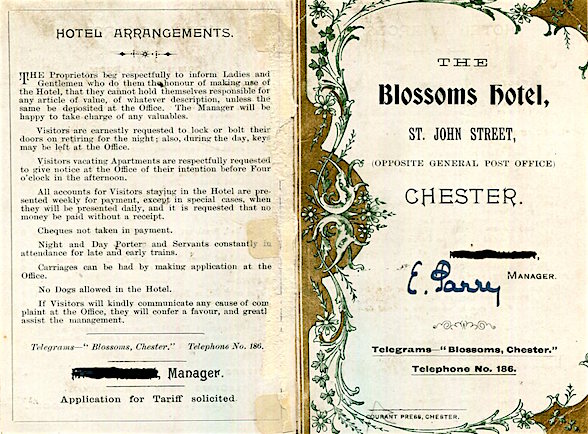 HOTEL ARRANGEMENTS.
THE Proprietors beg respectfully to inform Ladies and
Gentlemen who do them the honour of making use of
the Hotel, that they cannot hold themselves responsible for
any article of value, of whatever description, unless the
same be deposited at the Office. The Manager will be
happy to take charge of any valuables.
Visitors are earnestly requested to lock or bolt their
doors on retiring for the night; also, during the day, keys
may be left at the Office.
Visitors vacating Apartments are respectfully requested
to give notice at the Office of their intention before Four
o'clock in the afternoon.
All accounts for Visitors staying in the Hotel are pre-
sented weekly for payment, except in special cases, when
they will be presented daily, and it is requested that no
money be paid without a receipt.
Cheques not taken in payment.
Night and Day Porter and Servants constantly in
attendance for late and early trains.
Carriages can be had by making application at the
Office.
No Dogs allowed in the Hotel.
If Visitors will kindly communicate any cause of com
plaint at the Office, they will confer a favour, and greatl
assist the management.
Telegrams—"Blossoms, Chester." Telephone No. 186.
Manager.
Application for Tariff solicited.
THE
Blossoms Hotel,
ST. JOHN STREET,
(OPPOSITE GENERAL POST OFFICE)
CHESTER.
MANAGER.
E. Parry
Telegrams—"Blossoms, Chester."
Telephone No. 186.
COURANT PRESS, CHESTER.